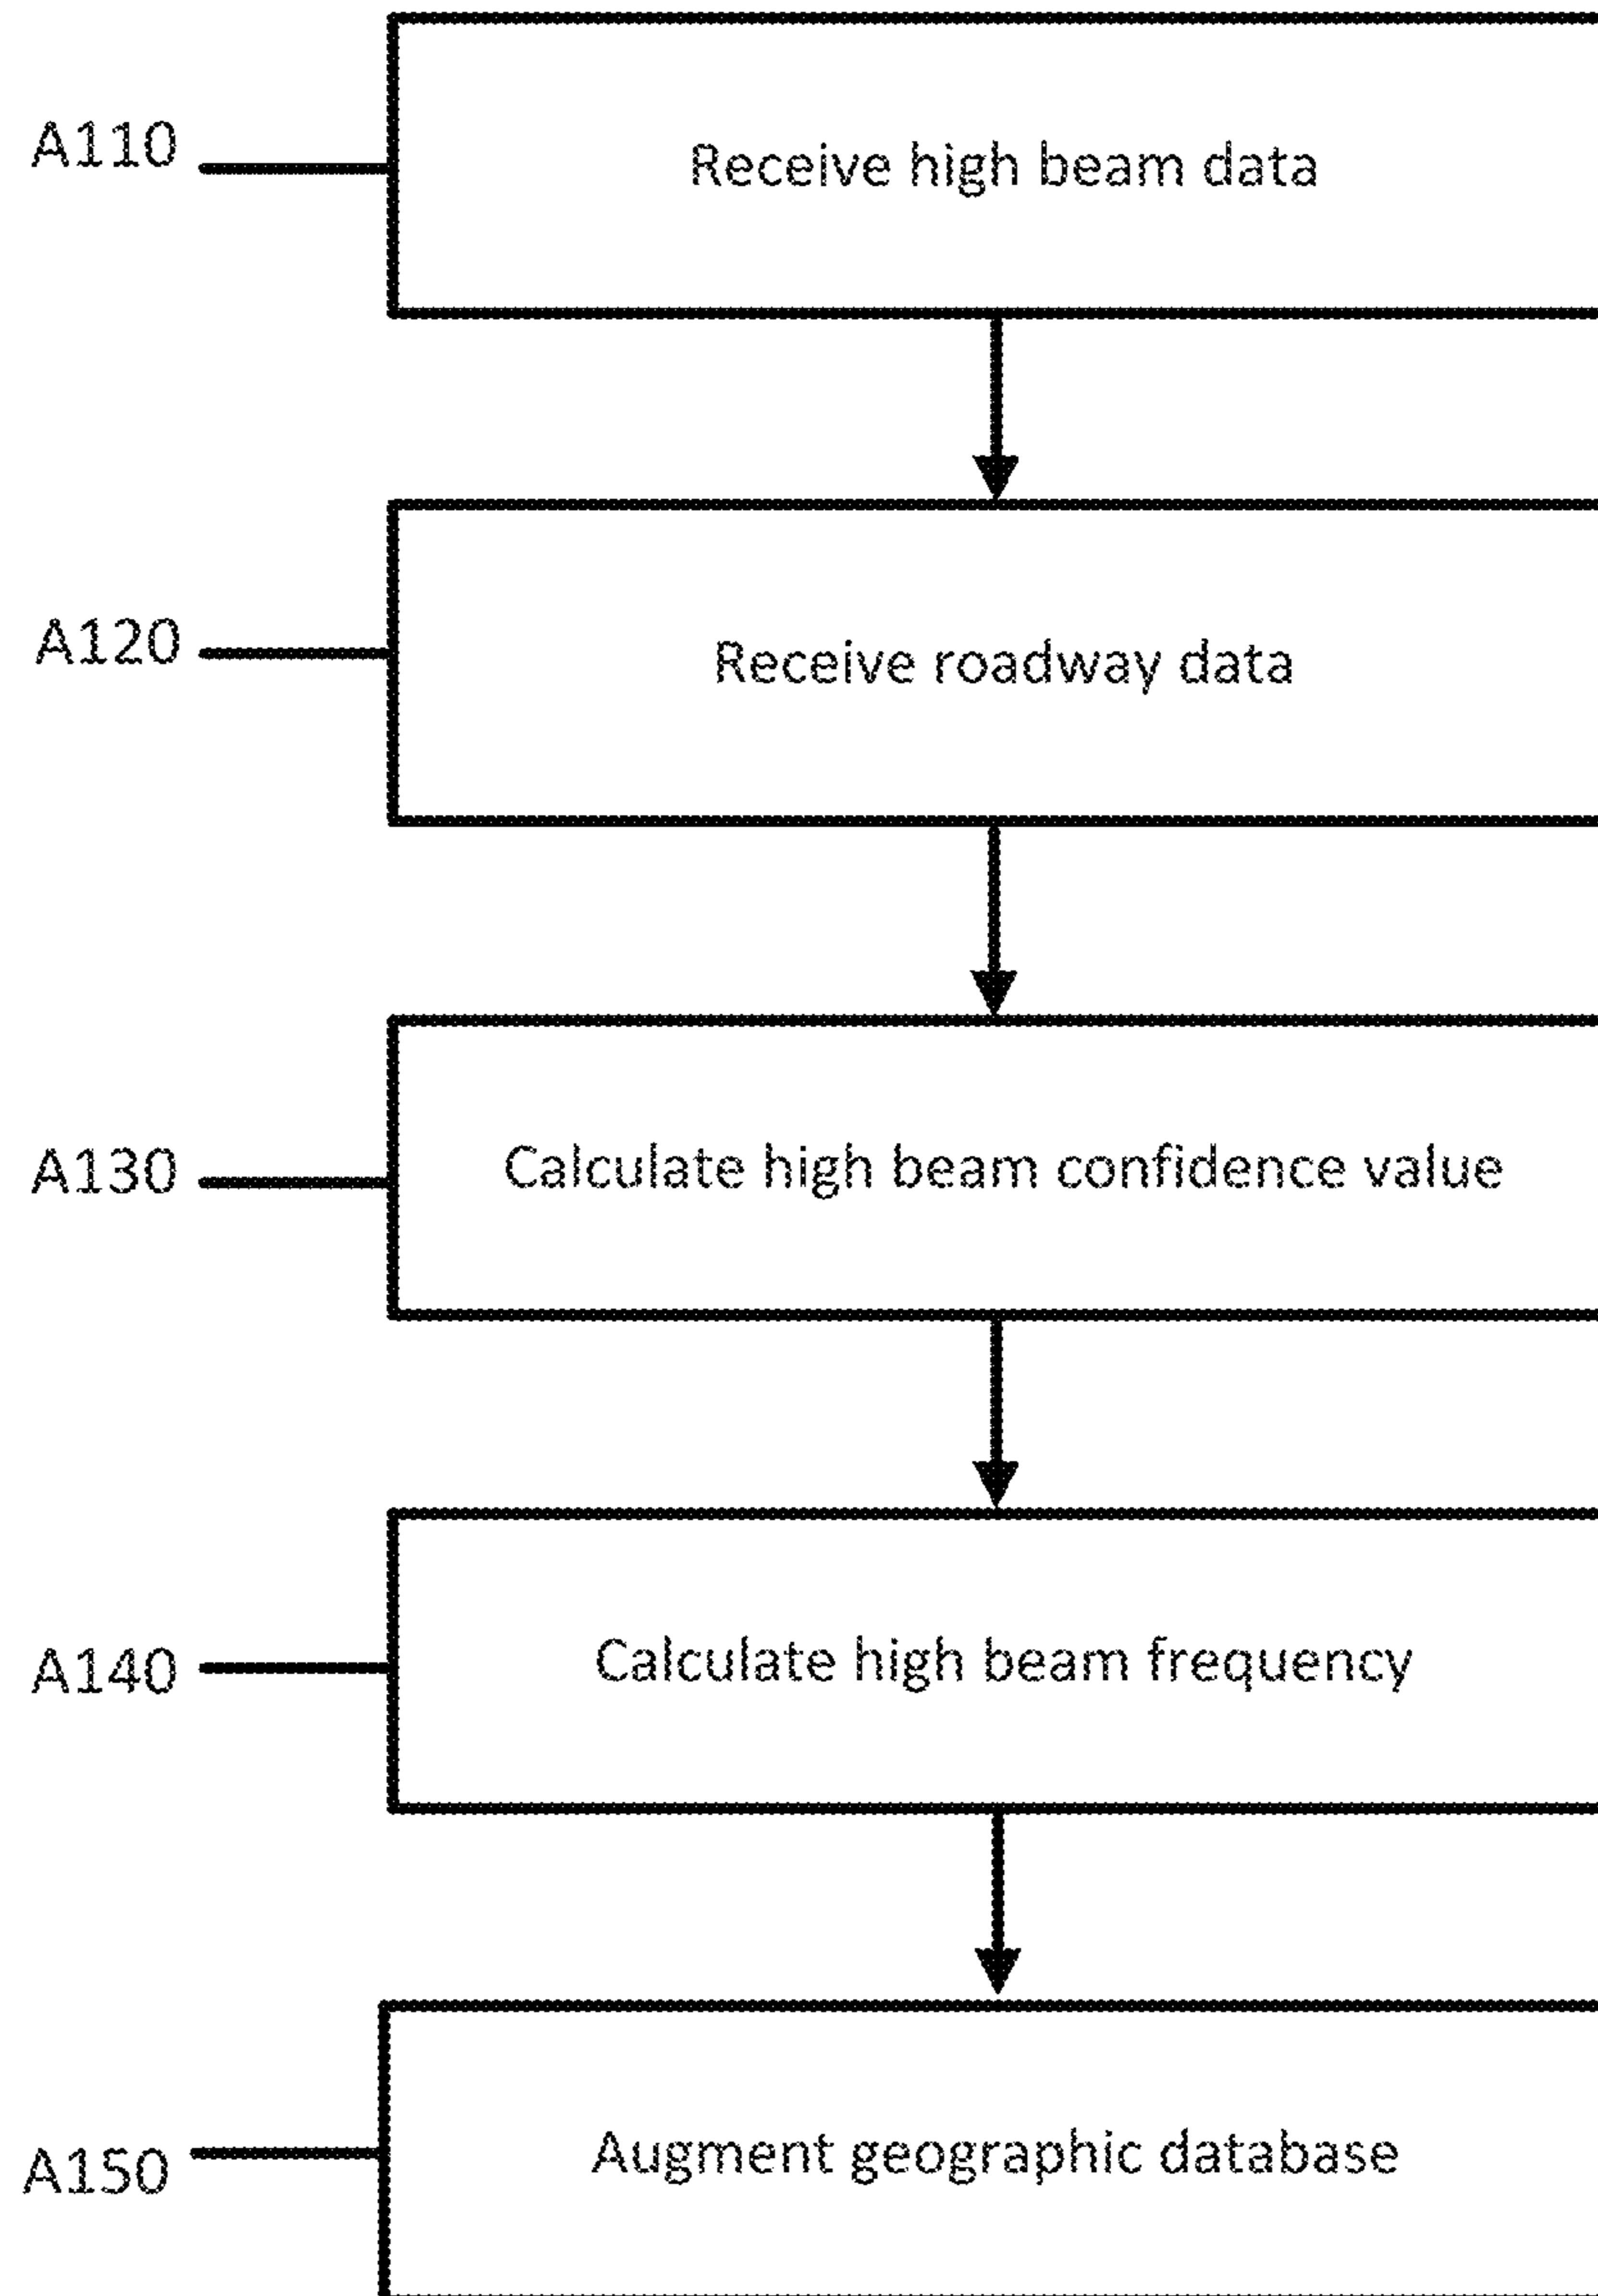 A110
Receive high beam data
A120
Receive roadway data
A130
Calculate high beam confidence value
A140
Calculate high beam frequency
A150
Augment geographic database